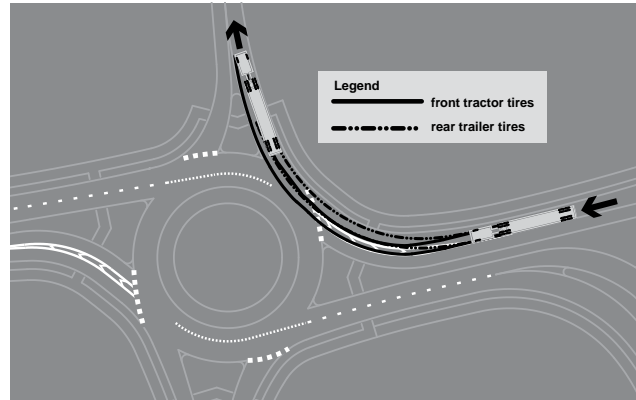 Legend
front tractor tires
rear trailer tires